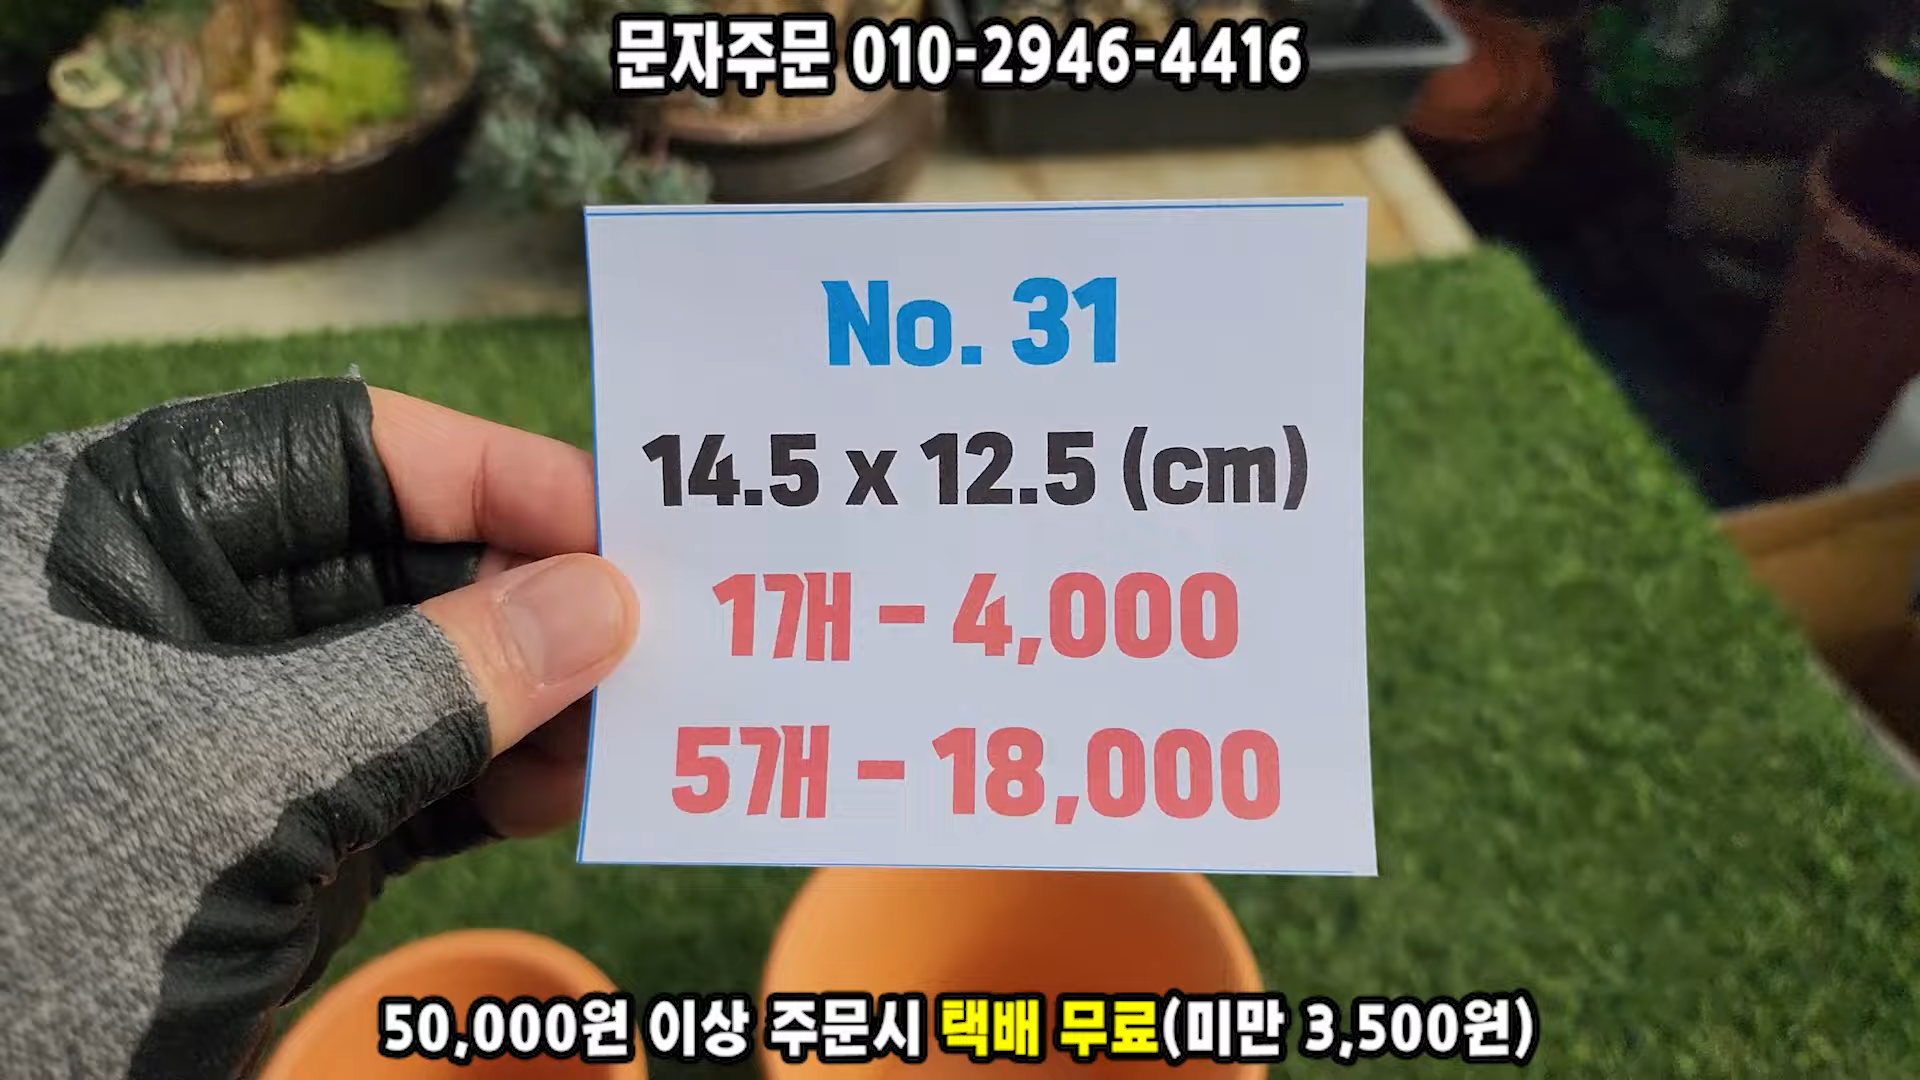 문자주문 010-2946-4416
No. 31
14.5 x 12.5 (cm)
1개 - 4,000
5개 - 18,000
50,000원 이상 주문시 택배 무료(미만 3,500원)